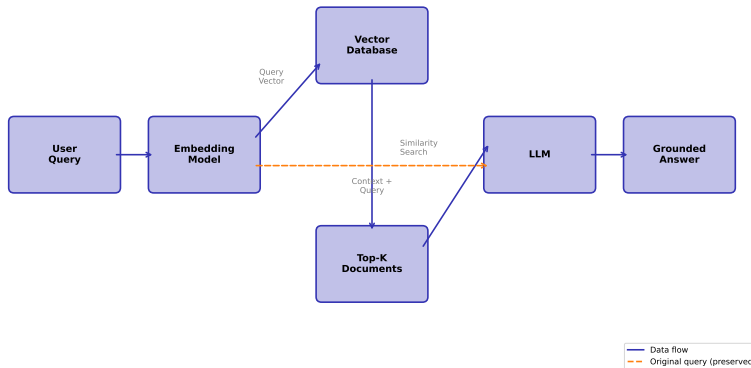 Vector
Database
Query
Vector
User
Query
Embedding
Model
Similarity
Search
LLM
Grounded
Answer
Context +
Query
Top-K
Documents
Data flow
Original query (preserved